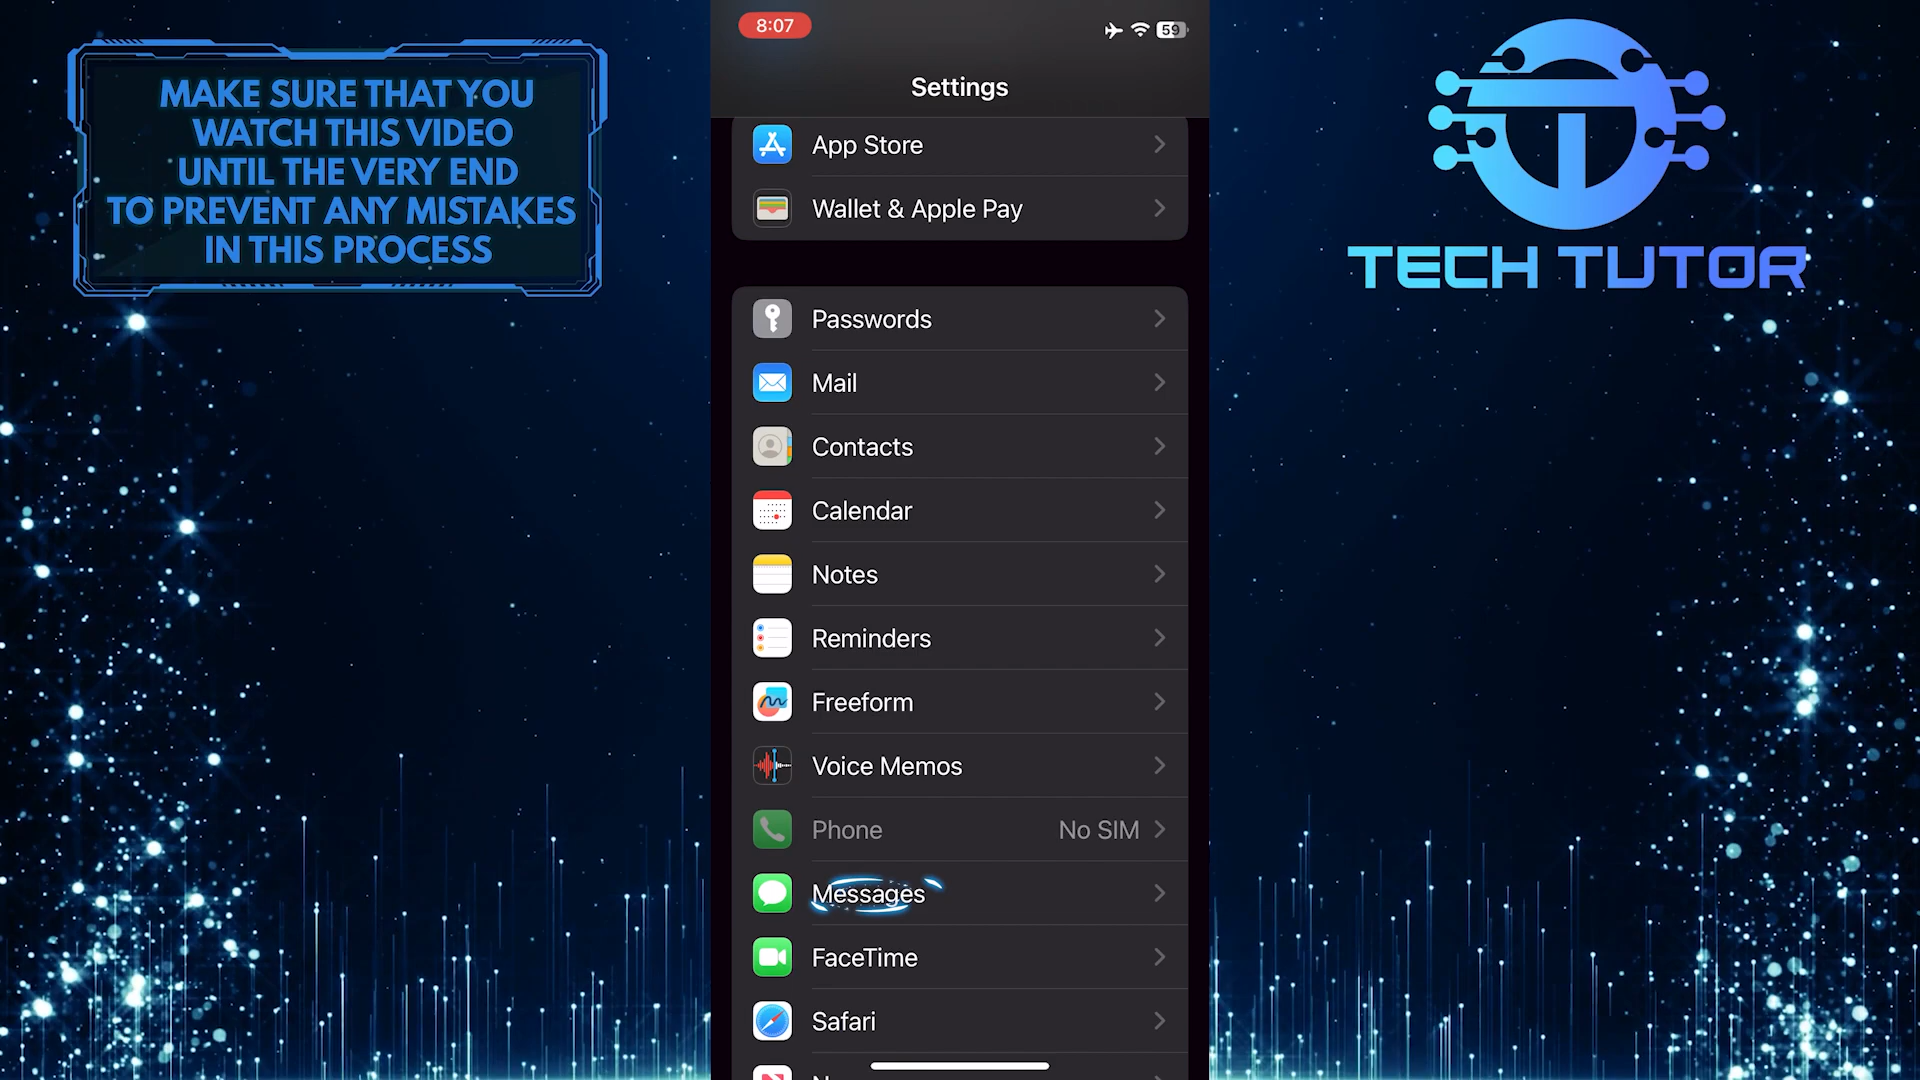 MAKE SURE THAT YOU
WATCH THIS VIDEO
UNTIL THE VERY END
TO PREVENT ANY MISTAKES
IN THIS PROCESS
8:07
59
Settings
App Store
Wallet & Apple Pay
Passwords
Mail
Contacts
Calendar
Notes
Reminders
Freeform
Voice Memos
Phone No SIM
Messages
FaceTime
Safari
TECH TUTOR